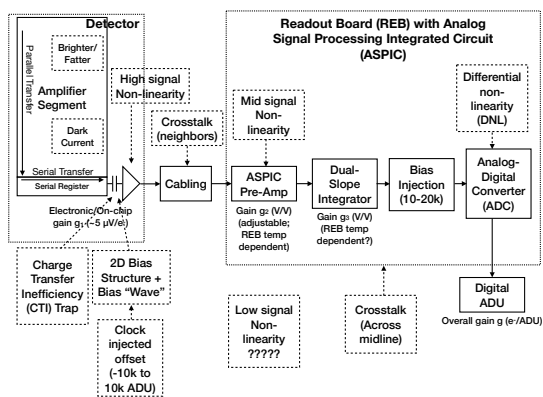 Detector
Parallel Transfer
Brighter/
Fatter
Amplifier
Segment
Dark
Current
Serial Transfer
Serial Register
Electronic/On-chip
gain g₁ (~5 μV/e⁻)
High signal
Non-linearity
Charge
Transfer
Inefficiency
(CTI) Trap
2D Bias
Structure +
Bias “Wave”
Clock
injected
offset
(-10k to
10k ADU)
Crosstalk
(neighbors)
Cabling
Readout Board (REB) with Analog
Signal Processing Integrated Circuit
(ASPIC)
Mid signal
Non-
linearity
ASPIC
Pre-Amp
Gain g₂ (V/V)
(adjustable;
REB temp
dependent)
Dual-
Slope
Integrator
Gain g₃ (V/V)
(REB temp
dependent?)
Bias
Injection
(10-20k)
Differential
non-
linearity
(DNL)
Analog-
Digital
Converter
(ADC)
Digital
ADU
Overall gain g (e-/ADU)
Low signal
Non-
linearity
?????
Crosstalk
(Across
midline)